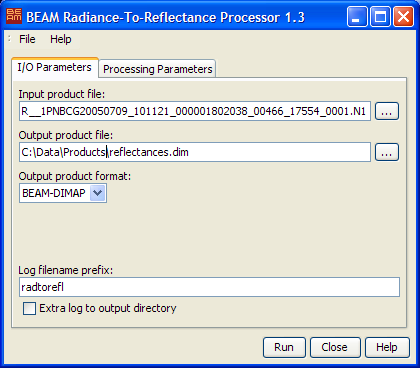 BEAM Radiance-To-Reflectance Processor 1.3
File Help
I/O Parameters Processing Parameters
Input product file:
R__1PNBCG20050709_101121_000001802038_00466_17554_0001.N1 ...
Output product file:
C:\Data\Products\reflectances.dim ...
Output product format:
BEAM-DIMAP
Log filename prefix:
radtorefl
Extra log to output directory
Run Close Help